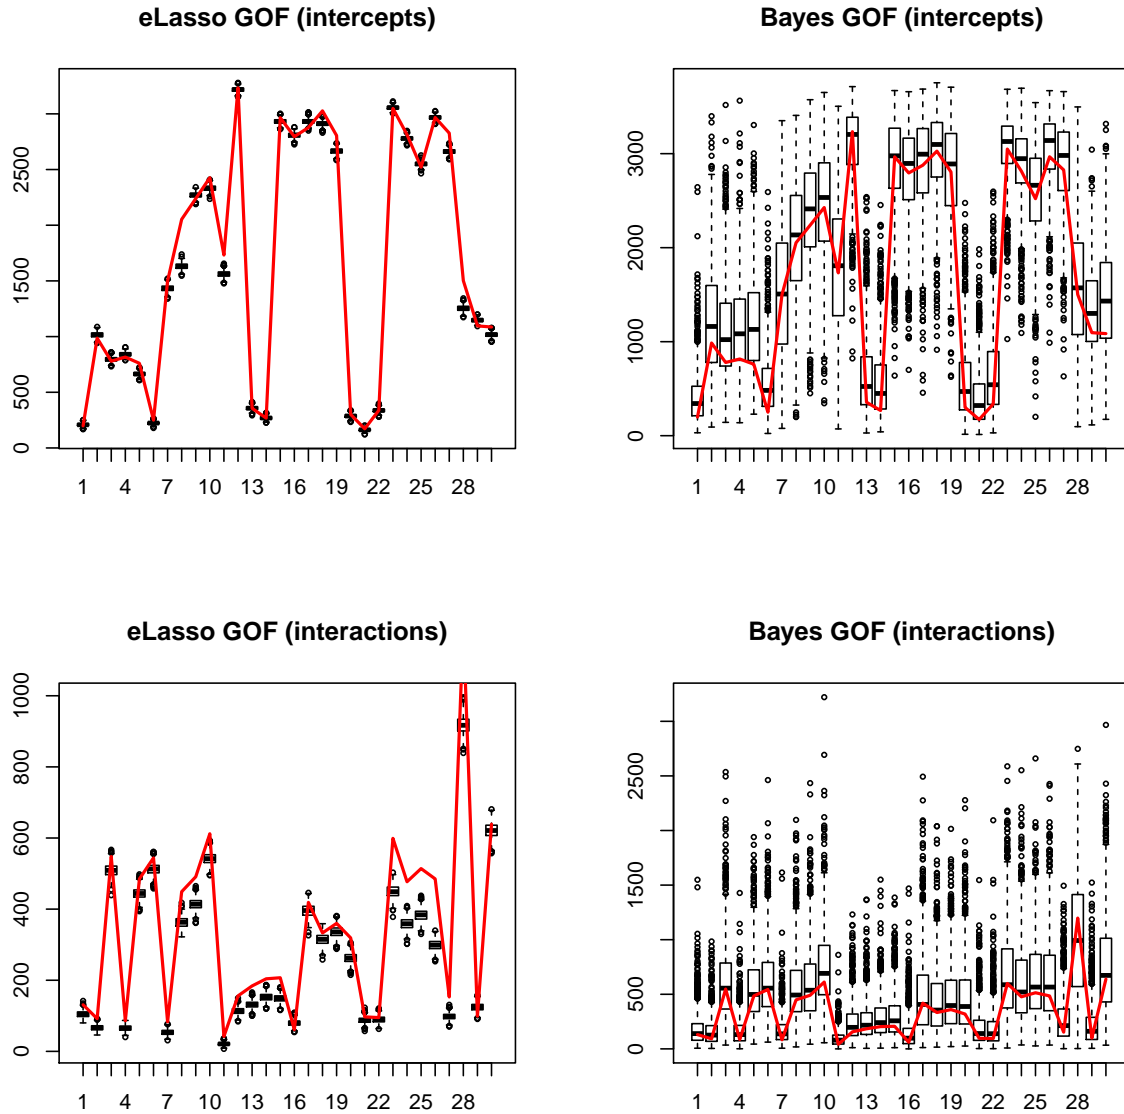 eLasso GOF (intercepts)
0 500 1500 2500
1 4 7 10 13 16 19 22 25 28
Bayes GOF (intercepts)
0 1000 2000 3000
1 4 7 10 13 16 19 22 25 28
eLasso GOF (interactions)
0 200 400 600 800 1000
1 4 7 10 13 16 19 22 25 28
Bayes GOF (interactions)
0 500 1500 2500
1 4 7 10 13 16 19 22 25 28